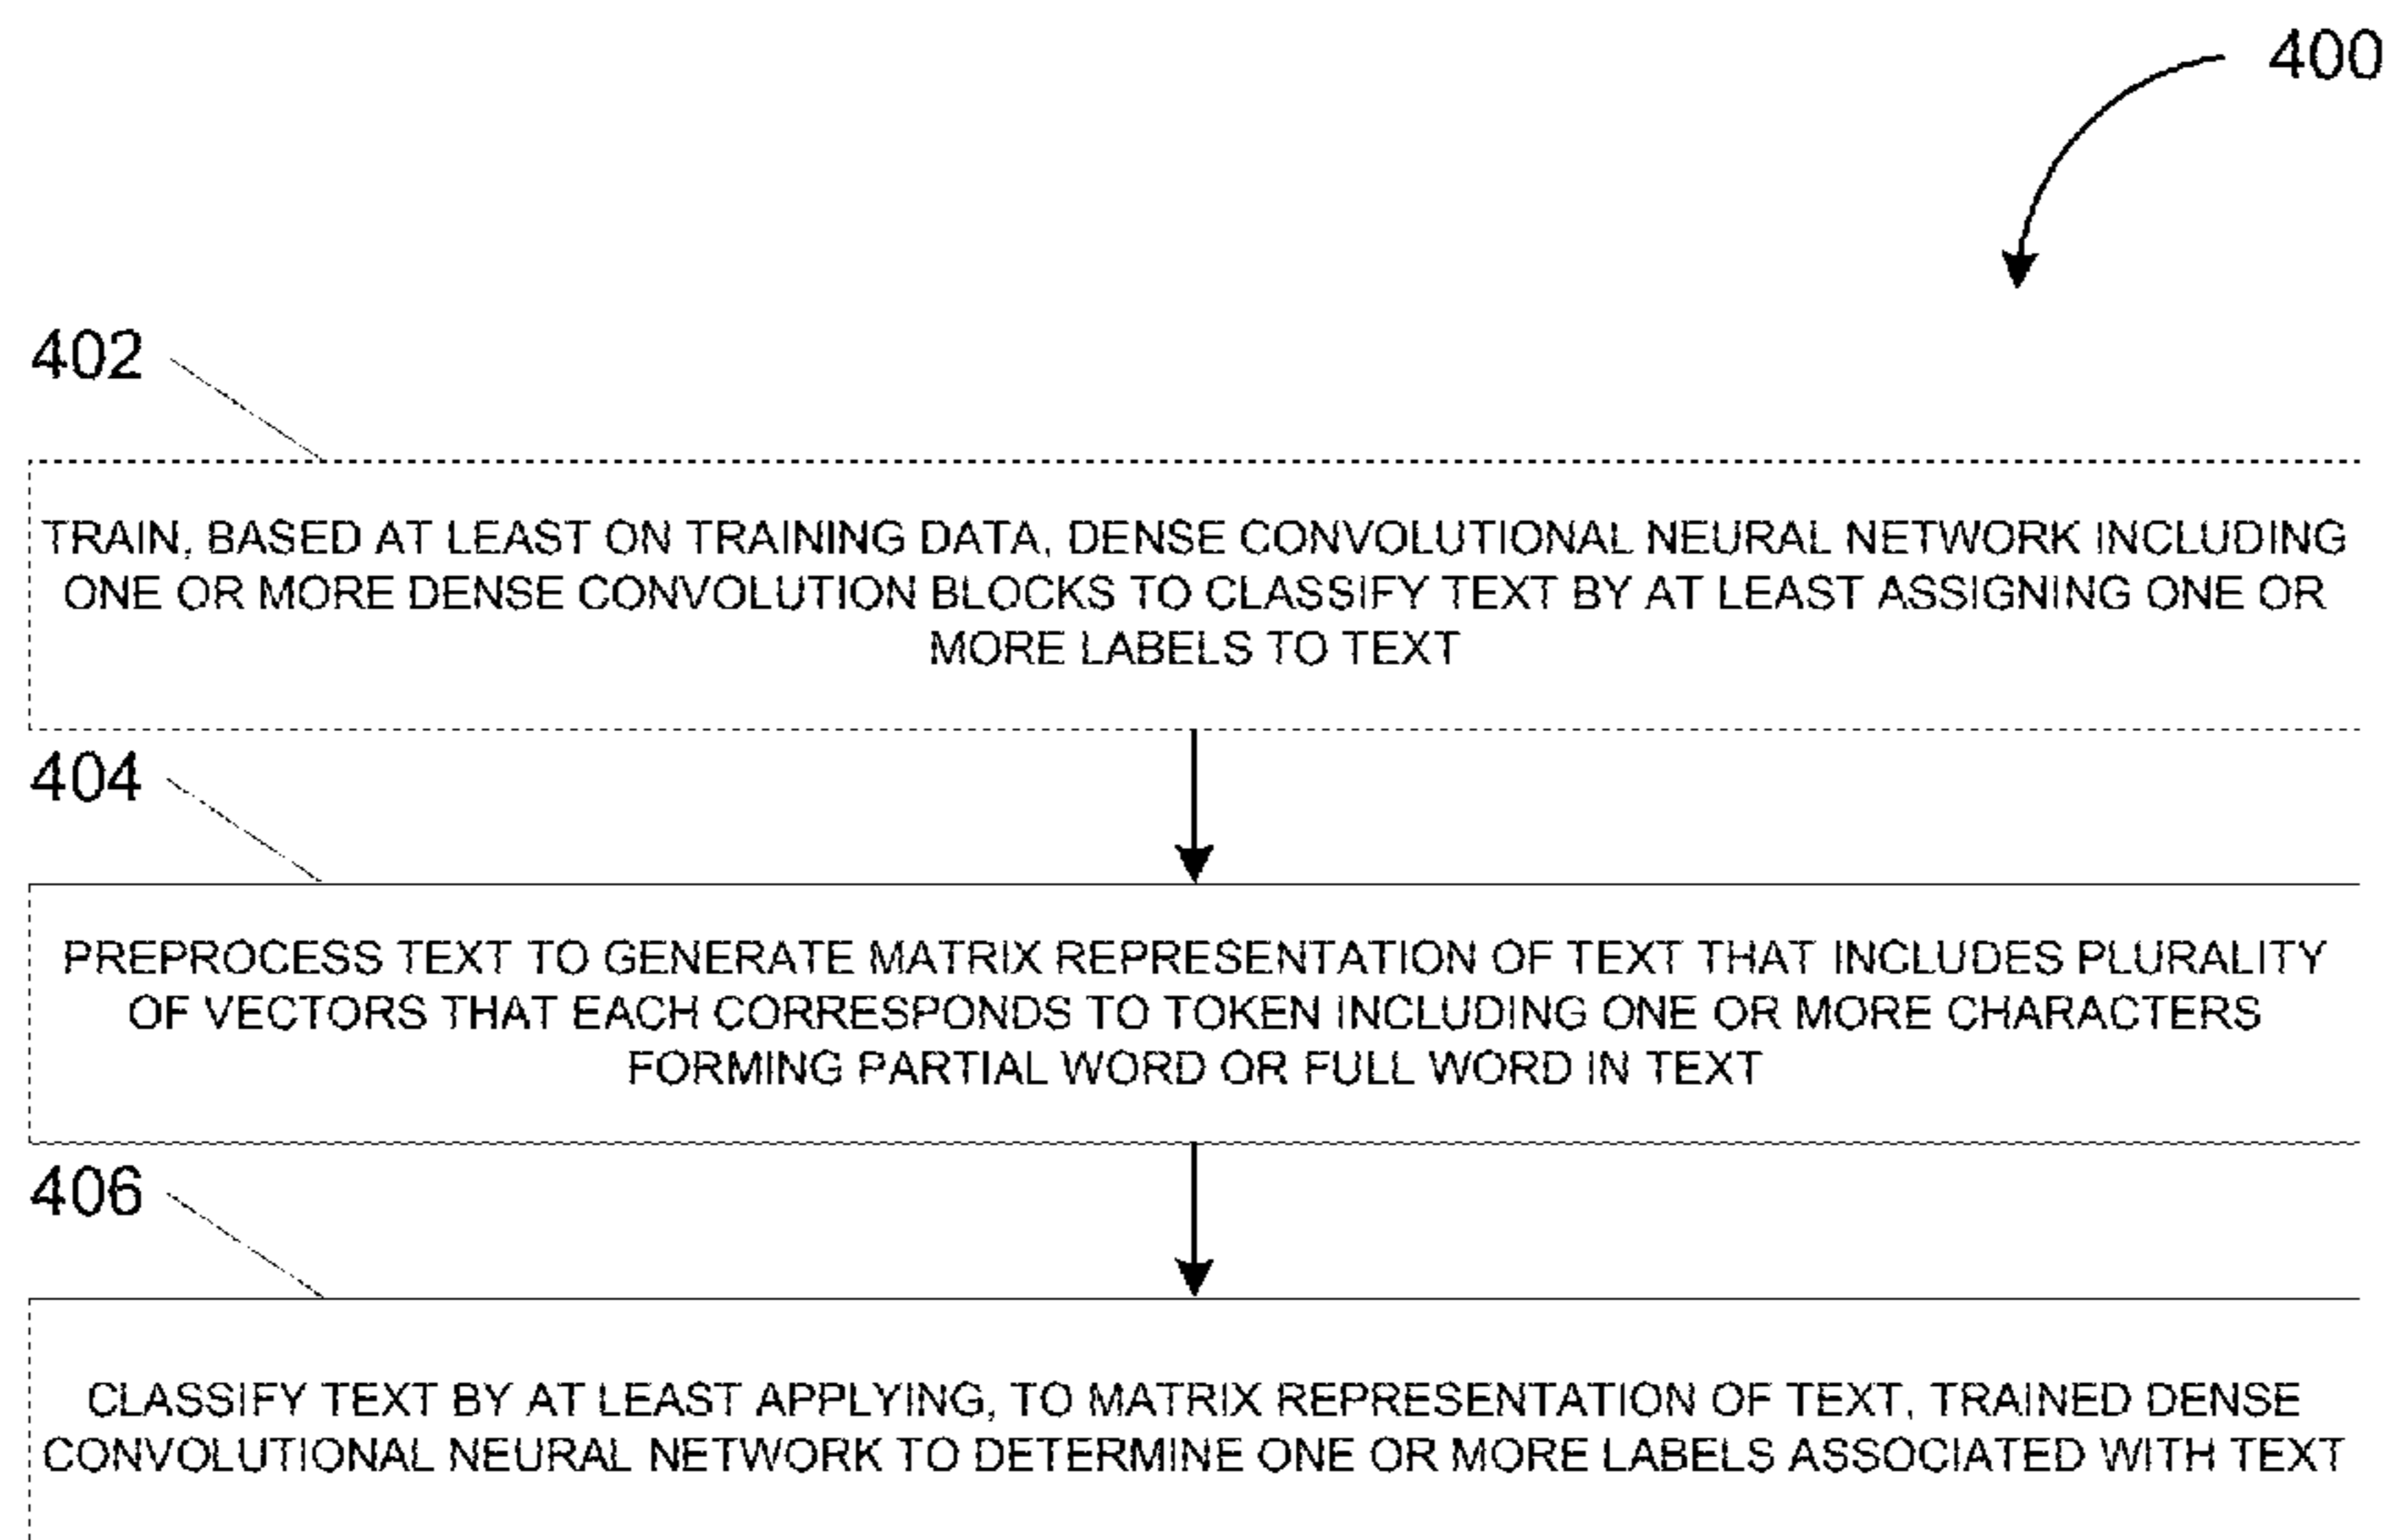 400
402
TRAIN, BASED AT LEAST ON TRAINING DATA, DENSE CONVOLUTIONAL NEURAL NETWORK INCLUDING
ONE OR MORE DENSE CONVOLUTION BLOCKS TO CLASSIFY TEXT BY AT LEAST ASSIGNING ONE OR
MORE LABELS TO TEXT
404
PREPROCESS TEXT TO GENERATE MATRIX REPRESENTATION OF TEXT THAT INCLUDES PLURALITY
OF VECTORS THAT EACH CORRESPONDS TO TOKEN INCLUDING ONE OR MORE CHARACTERS
FORMING PARTIAL WORD OR FULL WORD IN TEXT
406
CLASSIFY TEXT BY AT LEAST APPLYING, TO MATRIX REPRESENTATION OF TEXT, TRAINED DENSE
CONVOLUTIONAL NEURAL NETWORK TO DETERMINE ONE OR MORE LABELS ASSOCIATED WITH TEXT